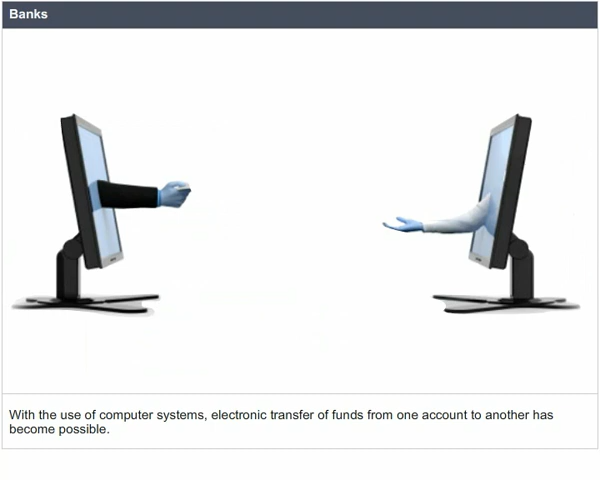 Banks
With the use of computer systems, electronic transfer of funds from one account to another has
become possible.